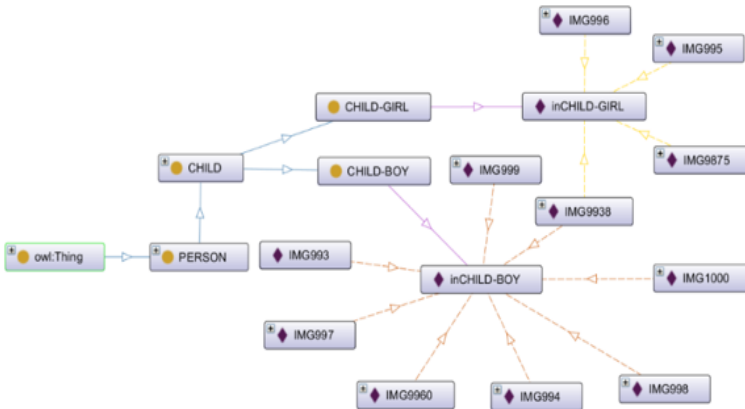 IMG996
IMG995
CHILD-GIRL
inCHILD-GIRL
CHILD
CHILD-BOY
IMG999
IMG9875
IMG9938
owl:Thing
PERSON
IMG993
inCHILD-BOY
IMG1000
IMG997
IMG9960
IMG994
IMG998